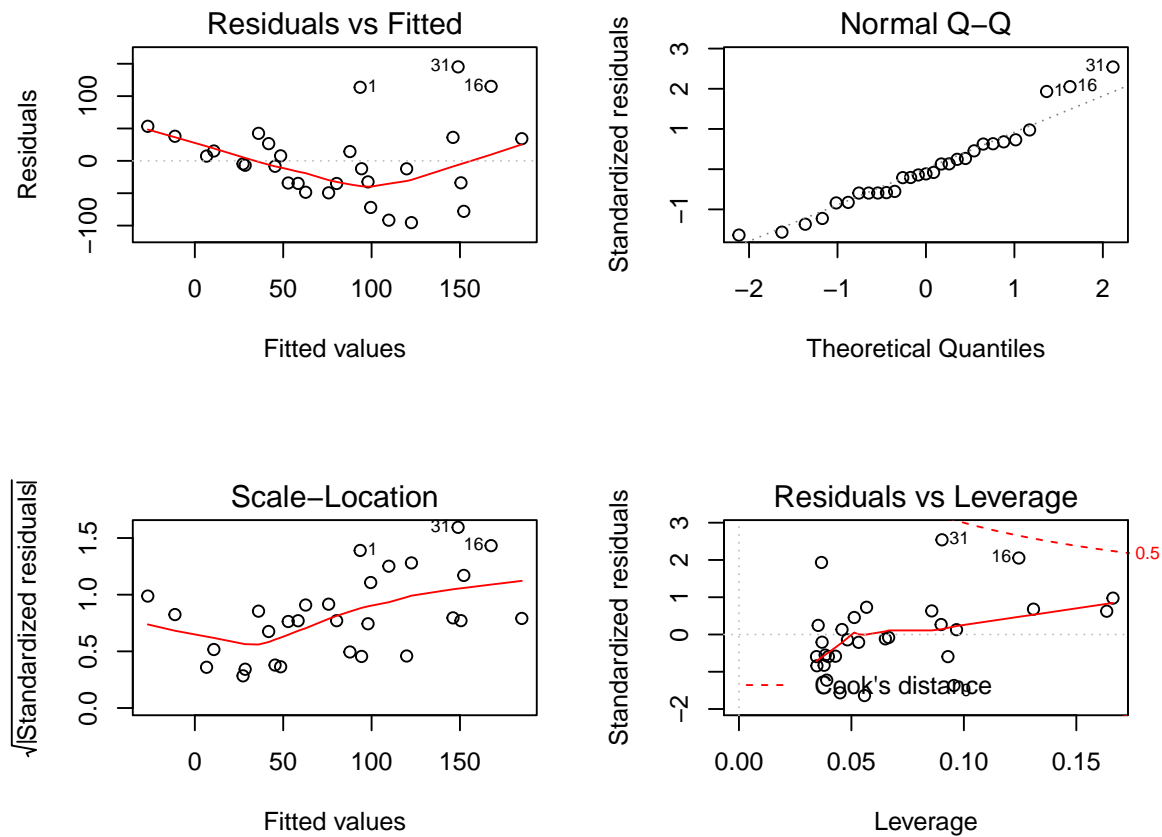 Residuals vs Fitted
Residuals
−100
0
100
31
1
16
0 50 100 150
Fitted values
Normal Q−Q
Standardized residuals
−1
1
2
3
31
1 16
−2 −1 0 1 2
Theoretical Quantiles
Scale−Location
√|Standardized residuals|
0.0
0.5
1.0
1.5
31
1
16
0 50 100 150
Fitted values
Residuals vs Leverage
Standardized residuals
−2
0
1
2
3
31
16
0.5
Cook's distance
0.00 0.05 0.10 0.15
Leverage